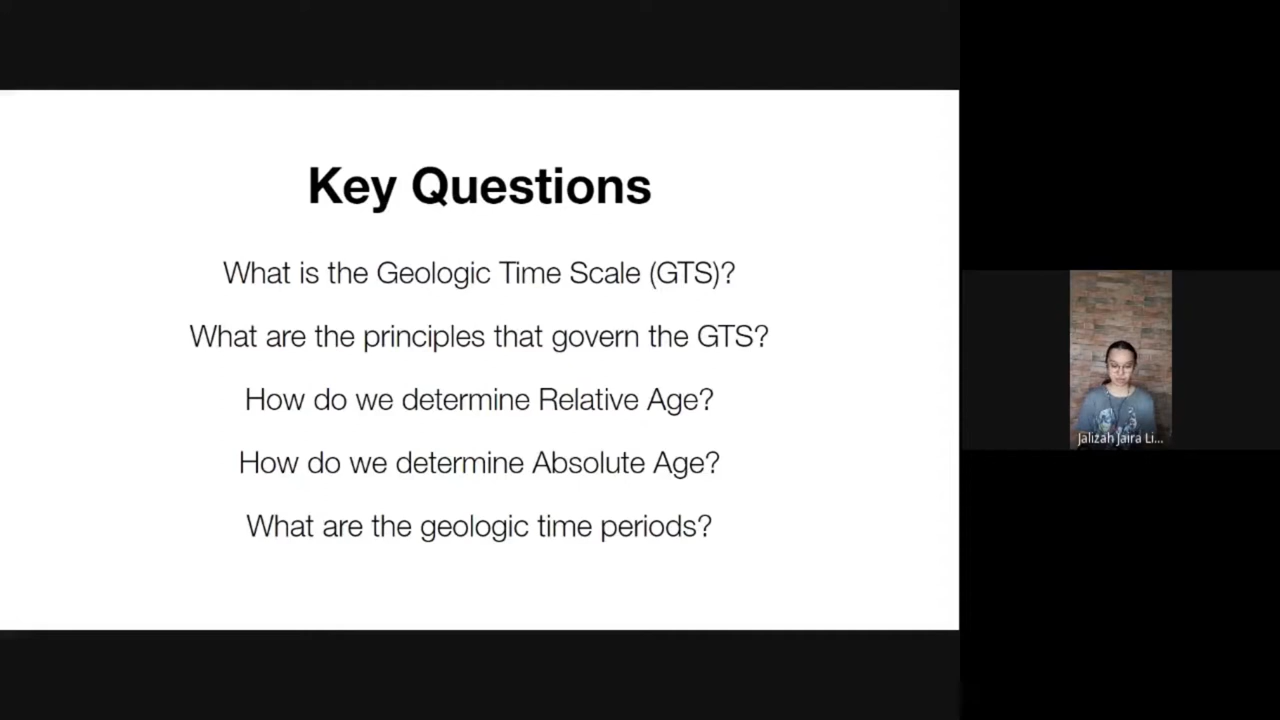 Key Questions
What is the Geologic Time Scale (GTS)?
What are the principles that govern the GTS?
How do we determine Relative Age?
How do we determine Absolute Age?
What are the geologic time periods?
Jalizah Jaira Li...